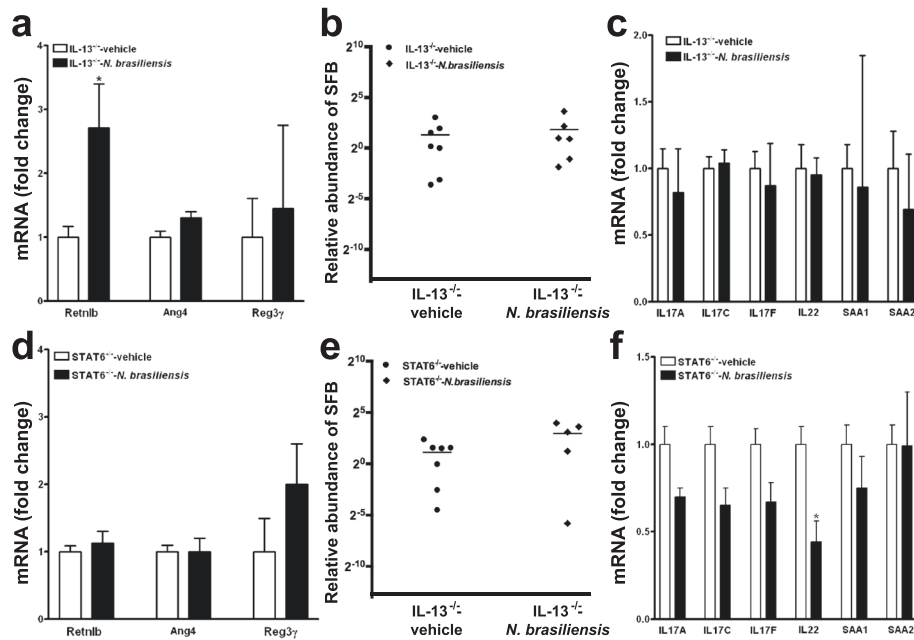 a
IL-13⁻/⁻-vehicle
IL-13⁻/⁻-N. brasiliensis
mRNA (fold change)
4
3
2
1
0
*
Retnlb Ang4 Reg3γ
b
IL-13⁻/⁻-vehicle
IL-13⁻/⁻-N.brasiliensis
Relative abundance of SFB
2¹⁰
2⁵
2⁰
2⁻⁵
2⁻¹⁰
IL-13⁻/⁻- IL-13⁻/⁻-
vehicle N. brasiliensis
c
IL-13⁻/⁻-vehicle
IL-13⁻/⁻-N. brasiliensis
mRNA (fold change)
2.0
1.5
1.0
0.5
0.0
IL17A IL17C IL17F IL22 SAA1 SAA2
d
STAT6⁻/⁻-vehicle
STAT6⁻/⁻-N. brasiliensis
mRNA (fold change)
4
3
2
1
0
Retnlb Ang4 Reg3γ
e
STAT6⁻/⁻-vehicle
STAT6⁻/⁻-N.brasiliensis
Relative abundance of SFB
2¹⁰
2⁵
2⁰
2⁻⁵
2⁻¹⁰
IL-13⁻/⁻- IL-13⁻/⁻-
vehicle N. brasiliensis
f
STAT6⁻/⁻-vehicle
STAT6⁻/⁻-N. brasiliensis
mRNA (fold change)
1.5
1.0
0.5
0.0
*
IL17A IL17C IL17F IL22 SAA1 SAA2